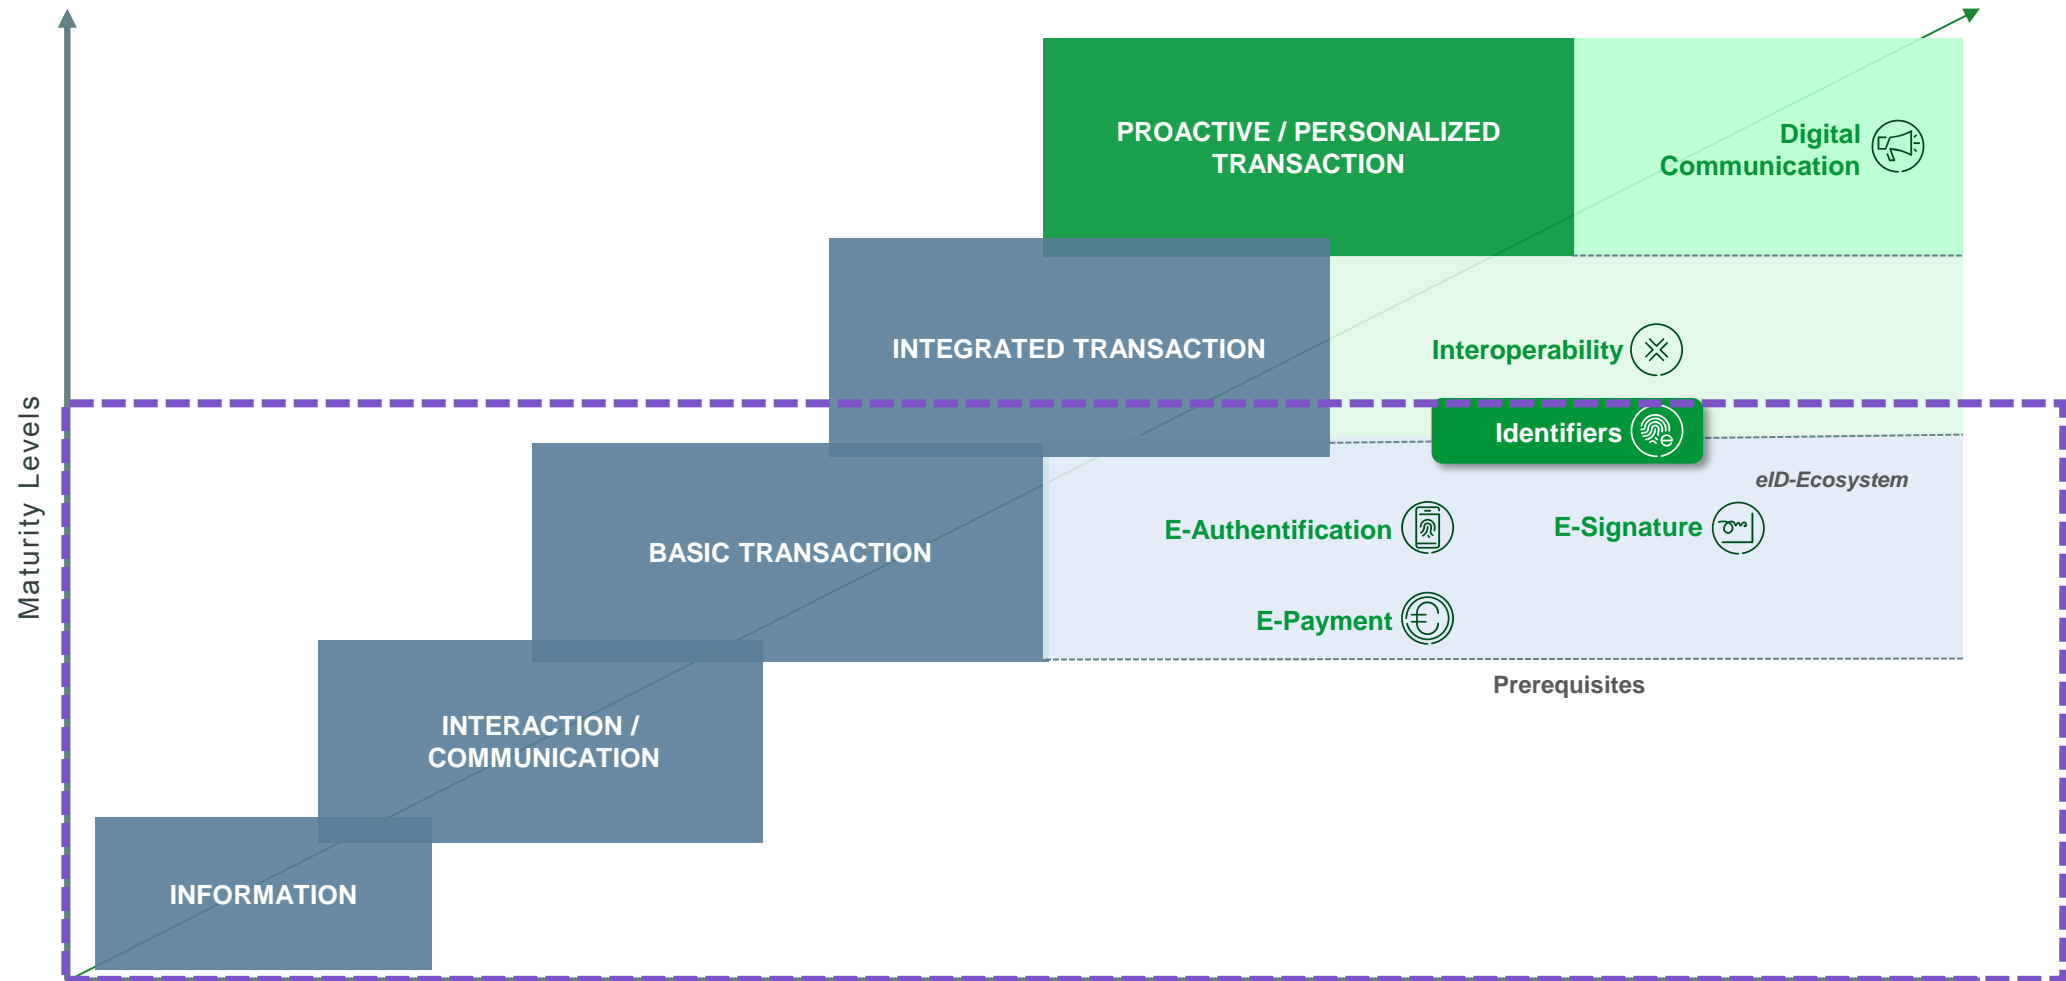 PROACTIVE / PERSONALIZED
TRANSACTION
Digital
Communication
INTEGRATED TRANSACTION
Interoperability
Maturity Levels
Identifiers
eID-Ecosystem
E-Authentification
E-Signature
BASIC TRANSACTION
E-Payment
Prerequisites
INTERACTION /
COMMUNICATION
INFORMATION